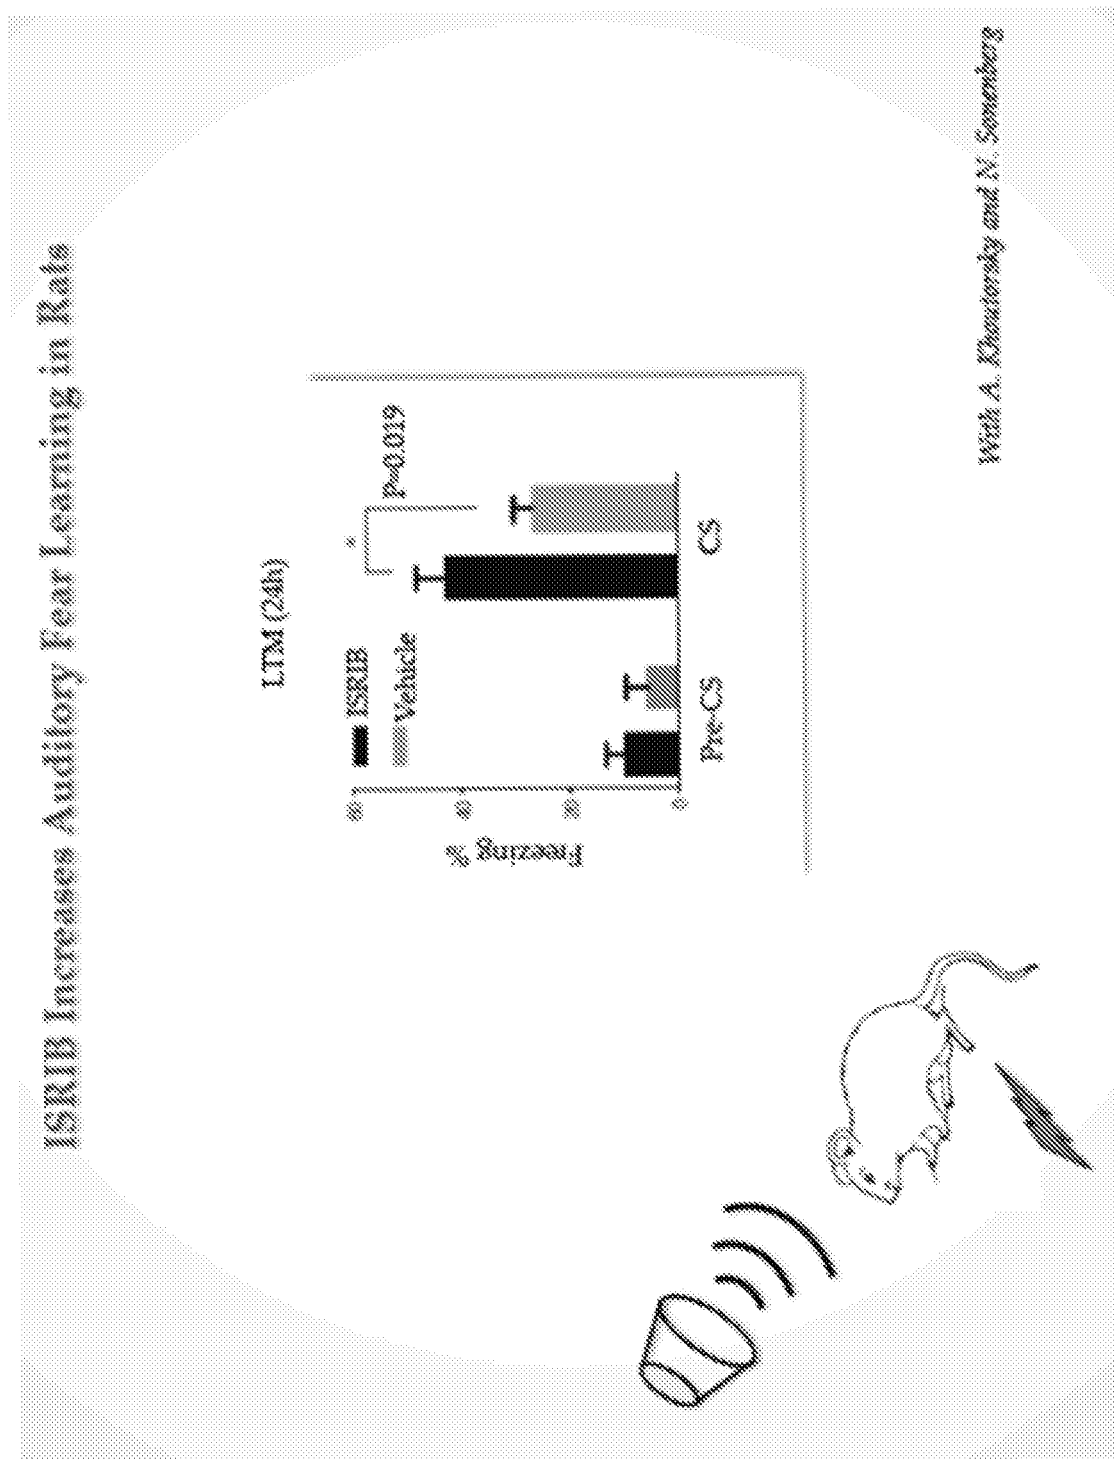 ISRIB Increases Auditory Fear Learning in Rats
LTM (24h)
ISRIB
Vehicle
*
P=0.019
Freezing %
0
Pre-CS
CS
With A. Khoutorsky and N. Sonenberg